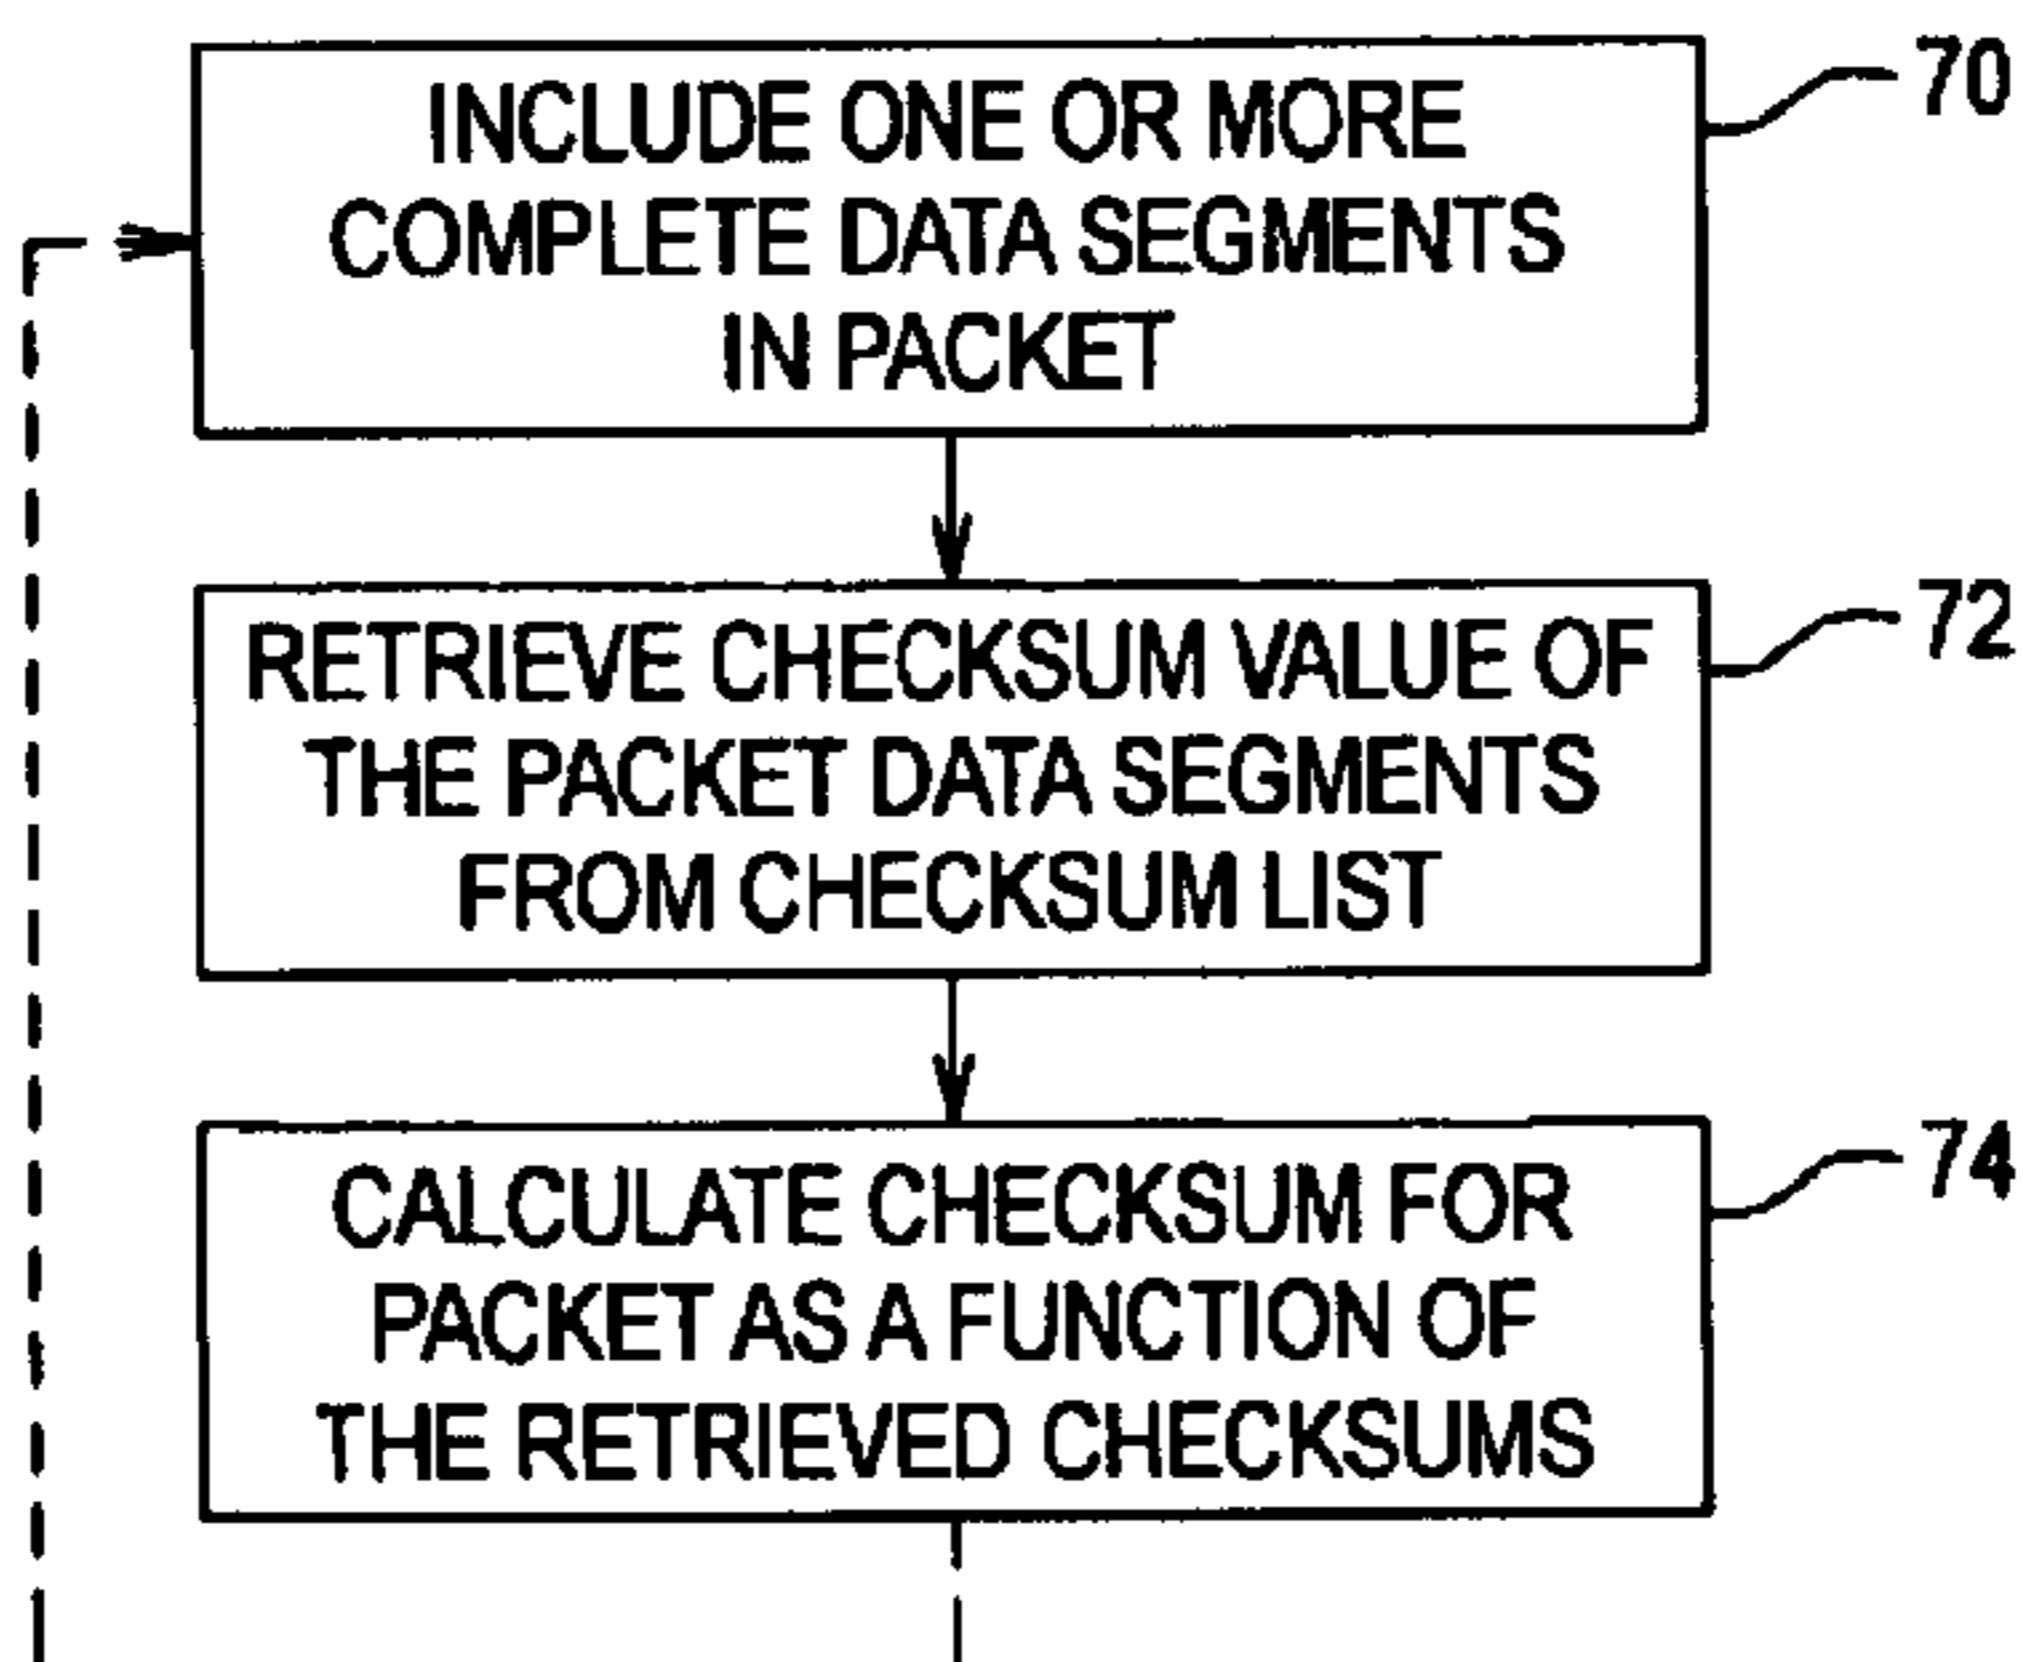 INCLUDE ONE OR MORE
COMPLETE DATA SEGMENTS
IN PACKET
70
RETRIEVE CHECKSUM VALUE OF
THE PACKET DATA SEGMENTS
FROM CHECKSUM LIST
72
CALCULATE CHECKSUM FOR
PACKET AS A FUNCTION OF
THE RETRIEVED CHECKSUMS
74